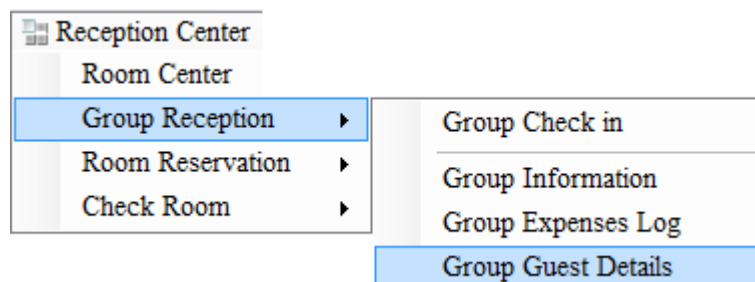 Reception Center
Room Center
Group Reception
Room Reservation
Check Room
Group Check in
Group Information
Group Expenses Log
Group Guest Details